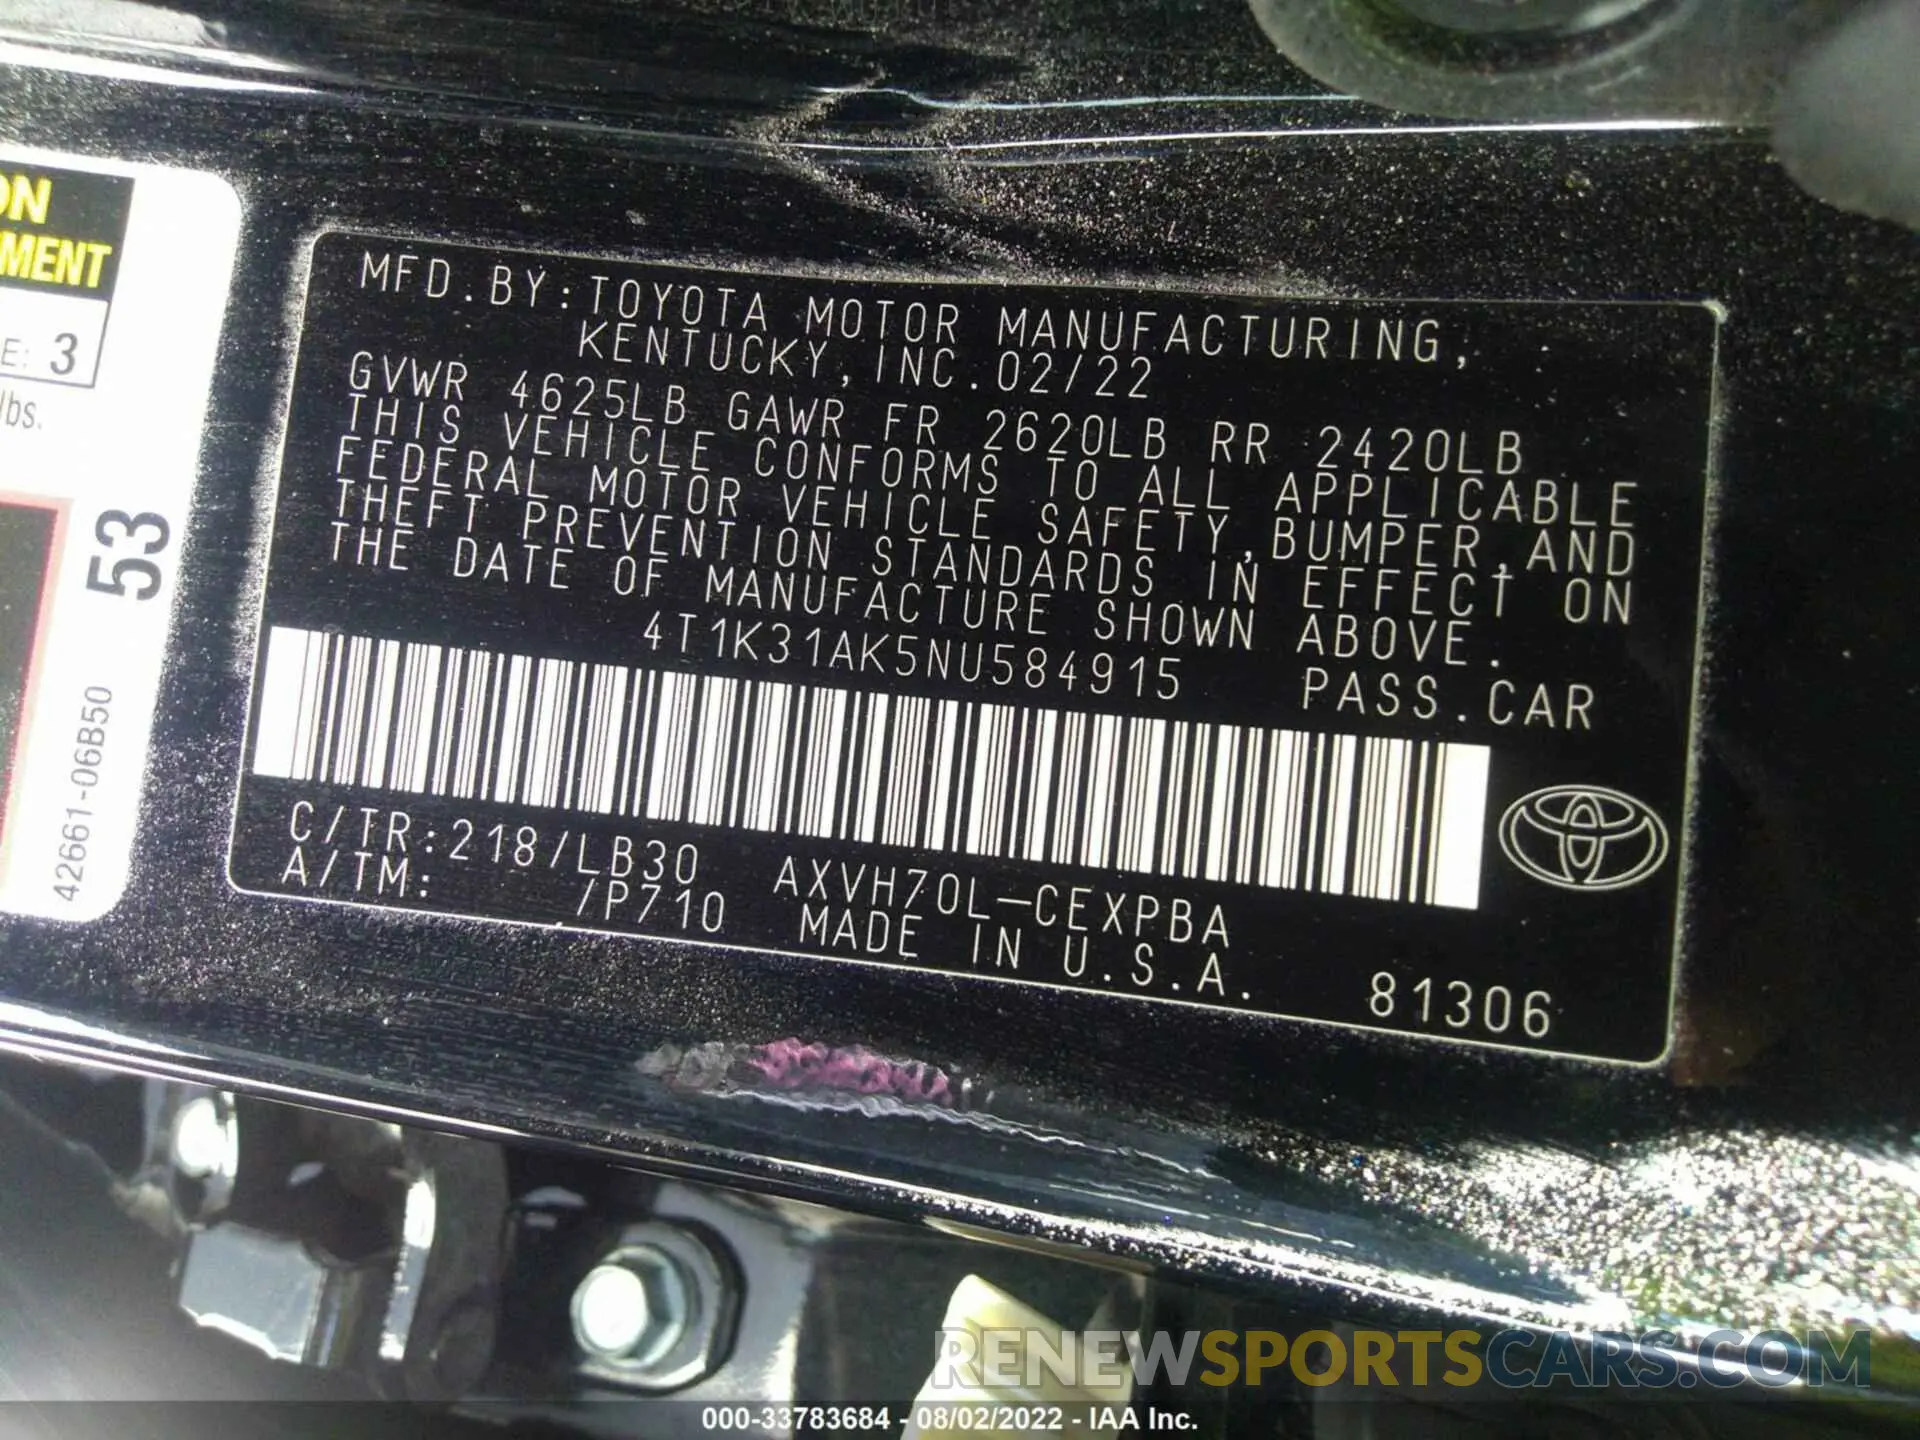 ON
MENT
E: 3
lbs.
53
42661-06B50
MFD.BY:TOYOTA MOTOR MANUFACTURING,
KENTUCKY, INC.02/22
GVWR 4625LB GAWR FR 2620LB RR 2420LB
THIS VEHICLE CONFORMS TO ALL APPLICABLE
FEDERAL MOTOR VEHICLE SAFETY,BUMPER,AND
THEFT PREVENTION STANDARDS IN EFFECT ON
THE DATE OF MANUFACTURE SHOWN ABOVE.
4T1K31AK5NU584915 PASS.CAR
C/TR:218/LB30 AXVH70L-CEXPBA
A/TM: /P710 MADE IN U.S.A.
81306
RENEWSPORTSCARS.COM
000-33783684 - 08/02/2022 - IAA Inc.